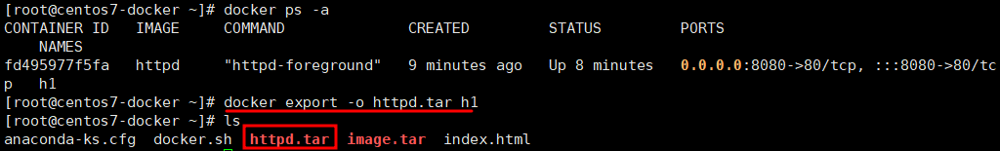 [root@centos7-docker ~]# docker ps -a
CONTAINER ID   IMAGE     COMMAND              CREATED         STATUS         PORTS
    NAMES
fd495977f5fa   httpd     "httpd-foreground"   9 minutes ago   Up 8 minutes   0.0.0.0:8080->80/tcp, :::8080->80/tc
p   h1
[root@centos7-docker ~]# docker export -o httpd.tar h1
[root@centos7-docker ~]# ls
anaconda-ks.cfg  docker.sh  httpd.tar  image.tar  index.html